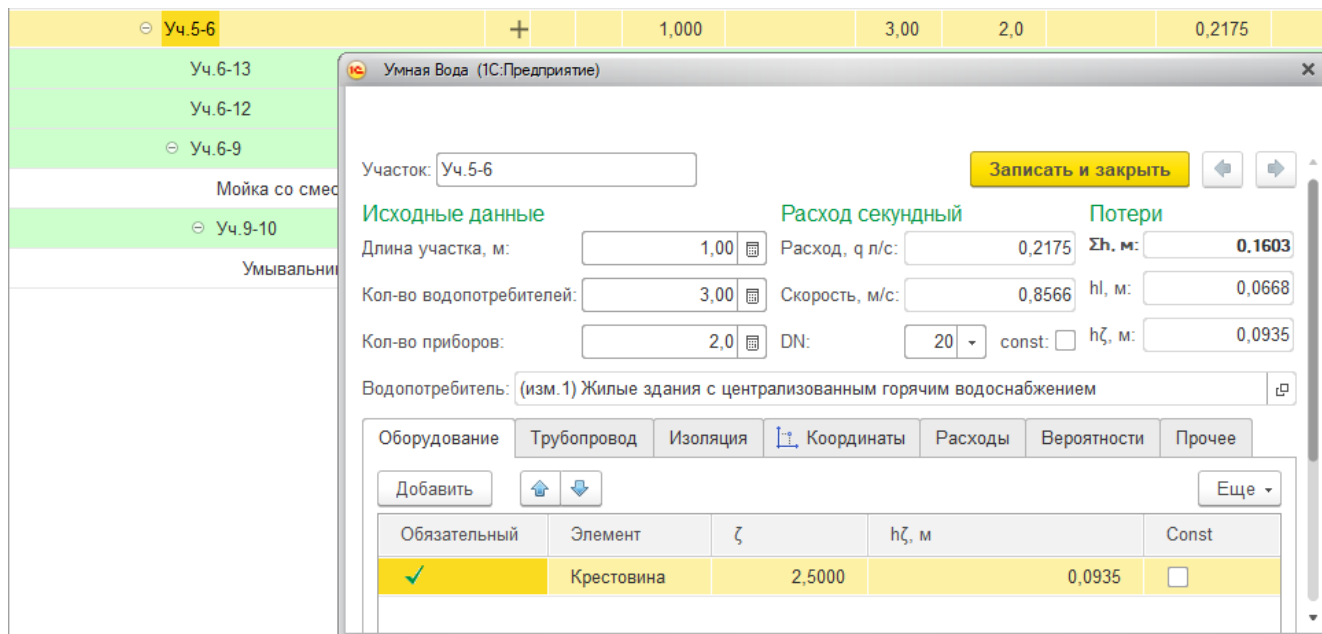 Уч.5-6 1,000 3,00 2,0 0,2175
Уч.6-13
Умная Вода (1С:Предприятие)
Уч.6-12
Уч.6-9
Участок: Уч.5-6 Записать и закрыть
Мойка со смес
Исходные данные Расход секундный Потери
Уч.9-10
Длина участка, м: 1,00 Расход, q л/с: 0,2175 Σh, м: 0,1603
Умывальни
Кол-во водопотребителей: 3,00 Скорость, м/с: 0,8566 hl, м: 0,0668
Кол-во приборов: 2,0 DN: 20 const: hζ, м: 0,0935
Водопотребитель: (изм.1) Жилые здания с централизованным горячим водоснабжением
Оборудование Трубопровод Изоляция Координаты Расходы Вероятности Прочее
Добавить Еще
Обязательный Элемент ζ hζ, м Const
Крестовина 2,5000 0,0935